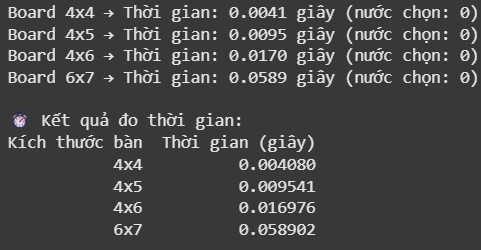 Board 4x4 → Thời gian: 0.0041 giây (nước chọn: 0)
Board 4x5 → Thời gian: 0.0095 giây (nước chọn: 0)
Board 4x6 → Thời gian: 0.0170 giây (nước chọn: 0)
Board 6x7 → Thời gian: 0.0589 giây (nước chọn: 0)
⏰ Kết quả đo thời gian:
Kích thước bàn Thời gian (giây)
4x4 0.004080
4x5 0.009541
4x6 0.016976
6x7 0.058902